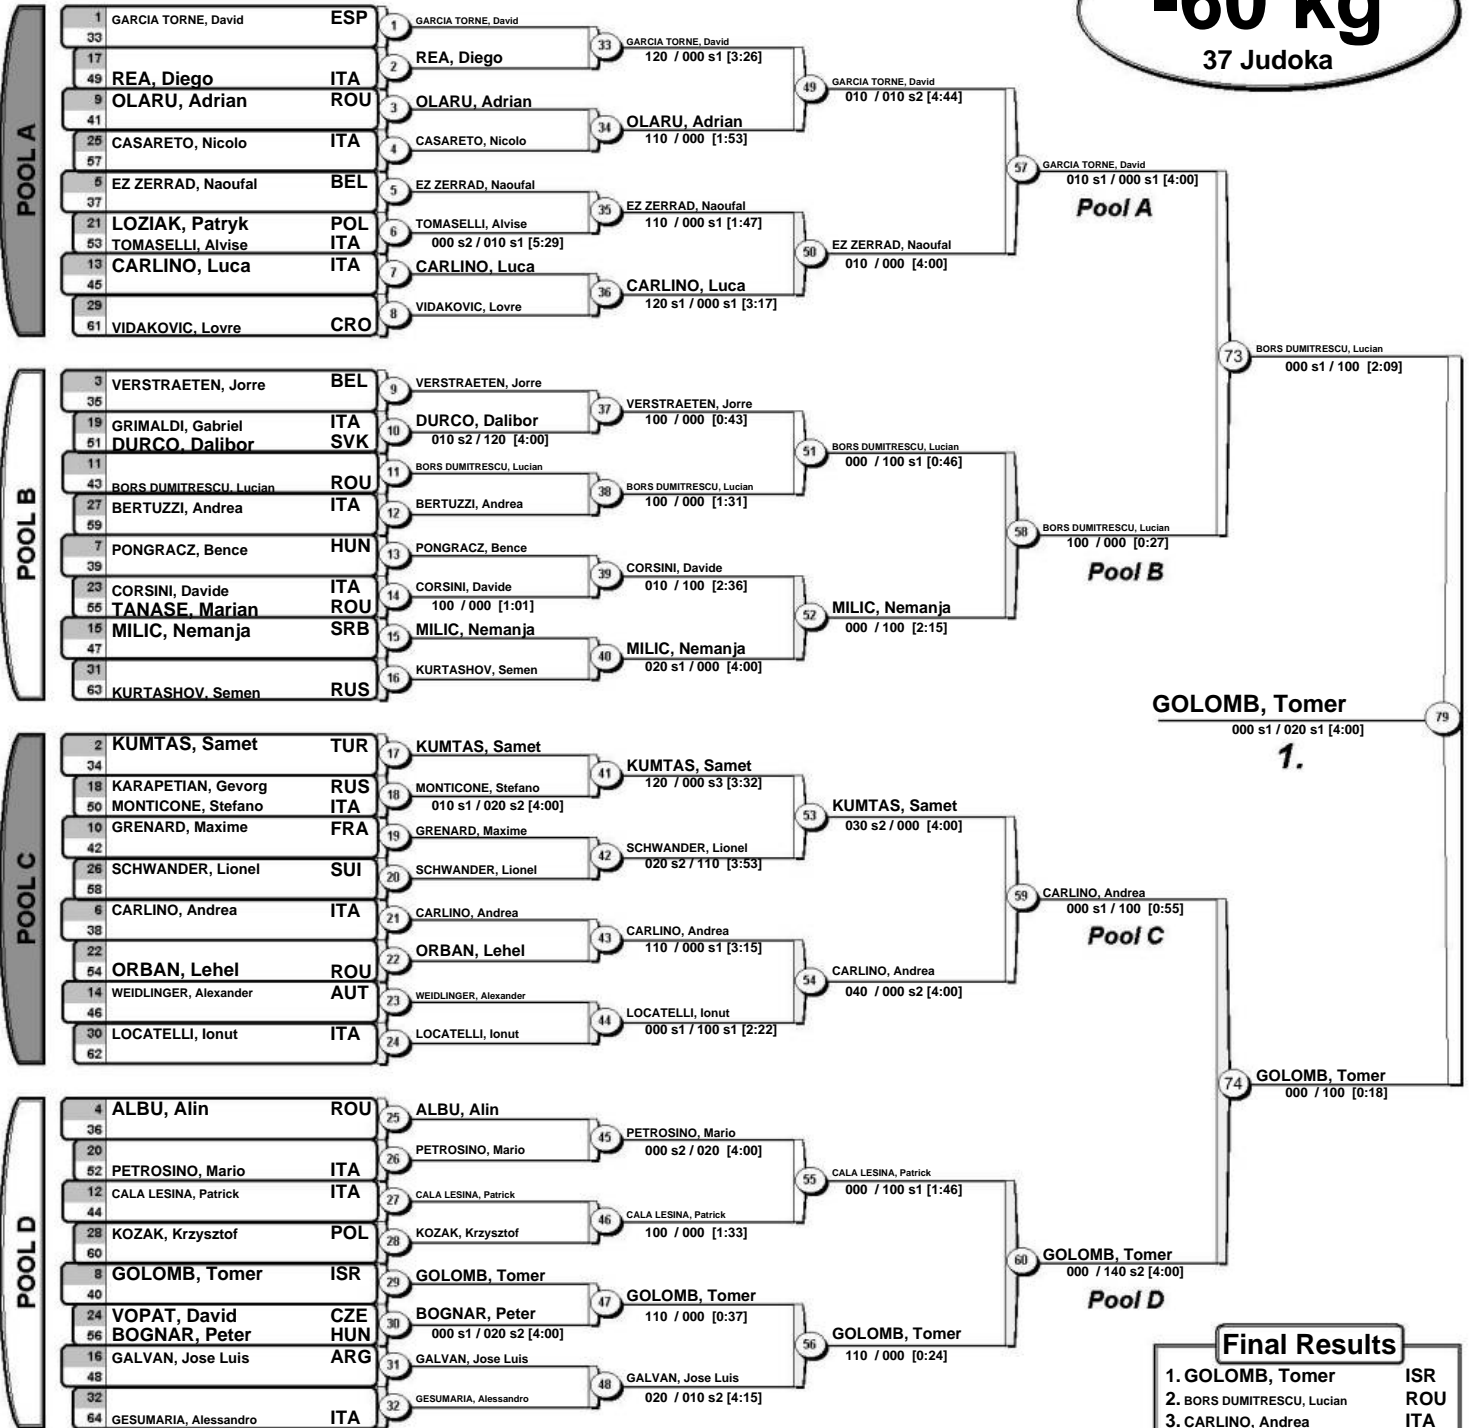 -60 kg
37 Judoka
POOL A
1 GARCIA TORNE, David ESP
33
17
49 REA, Diego ITA
9 OLARU, Adrian ROU
41
25 CASARETO, Nicolo ITA
57
5 EZ ZERRAD, Naoufal BEL
37
21 LOZIAK, Patryk POL
53 TOMASELLI, Alvise ITA
13 CARLINO, Luca ITA
45
29
61 VIDAKOVIC, Lovre CRO
1 GARCIA TORNE, David
2 REA, Diego
3 OLARU, Adrian
4 CASARETO, Nicolo
5 EZ ZERRAD, Naoufal
6 TOMASELLI, Alvise
000 s2 / 010 s1 [5:29]
7 CARLINO, Luca
8 VIDAKOVIC, Lovre
33 GARCIA TORNE, David
120 / 000 s1 [3:26]
34 OLARU, Adrian
110 / 000 [1:53]
35 EZ ZERRAD, Naoufal
110 / 000 s1 [1:47]
36 CARLINO, Luca
120 s1 / 000 s1 [3:17]
49 GARCIA TORNE, David
010 / 010 s2 [4:44]
50 EZ ZERRAD, Naoufal
010 / 000 [4:00]
57 GARCIA TORNE, David
010 s1 / 000 s1 [4:00]
Pool A
POOL B
3 VERSTRAETEN, Jorre BEL
35
19 GRIMALDI, Gabriel ITA
51 DURCO, Dalibor SVK
11
43 BORS DUMITRESCU, Lucian ROU
27 BERTUZZI, Andrea ITA
59
7 PONGRACZ, Bence HUN
39
23 CORSINI, Davide ITA
55 TANASE, Marian ROU
15 MILIC, Nemanja SRB
47
31
63 KURTASHOV, Semen RUS
9 VERSTRAETEN, Jorre
10 DURCO, Dalibor
010 s2 / 120 [4:00]
11 BORS DUMITRESCU, Lucian
12 BERTUZZI, Andrea
13 PONGRACZ, Bence
14 CORSINI, Davide
100 / 000 [1:01]
15 MILIC, Nemanja
16 KURTASHOV, Semen
37 VERSTRAETEN, Jorre
100 / 000 [0:43]
38 BORS DUMITRESCU, Lucian
100 / 000 [1:31]
39 CORSINI, Davide
010 / 100 [2:36]
40 MILIC, Nemanja
020 s1 / 000 [4:00]
51 BORS DUMITRESCU, Lucian
000 / 100 s1 [0:46]
52 MILIC, Nemanja
000 / 100 [2:15]
58 BORS DUMITRESCU, Lucian
100 / 000 [0:27]
Pool B
73 BORS DUMITRESCU, Lucian
000 s1 / 100 [2:09]
GOLOMB, Tomer 79
000 s1 / 020 s1 [4:00]
1.
POOL C
2 KUMTAS, Samet TUR
34
18 KARAPETIAN, Gevorg RUS
50 MONTICONE, Stefano ITA
10 GRENARD, Maxime FRA
42
26 SCHWANDER, Lionel SUI
58
6 CARLINO, Andrea ITA
38
22
54 ORBAN, Lehel ROU
14 WEIDLINGER, Alexander AUT
46
30 LOCATELLI, Ionut ITA
62
17 KUMTAS, Samet
18 MONTICONE, Stefano
010 s1 / 020 s2 [4:00]
19 GRENARD, Maxime
20 SCHWANDER, Lionel
21 CARLINO, Andrea
22 ORBAN, Lehel
23 WEIDLINGER, Alexander
24 LOCATELLI, Ionut
41 KUMTAS, Samet
120 / 000 s3 [3:32]
42 SCHWANDER, Lionel
020 s2 / 110 [3:53]
43 CARLINO, Andrea
110 / 000 s1 [3:15]
44 LOCATELLI, Ionut
000 s1 / 100 s1 [2:22]
53 KUMTAS, Samet
030 s2 / 000 [4:00]
54 CARLINO, Andrea
040 / 000 s2 [4:00]
59 CARLINO, Andrea
000 s1 / 100 [0:55]
Pool C
POOL D
4 ALBU, Alin ROU
36
20
52 PETROSINO, Mario ITA
12 CALA LESINA, Patrick ITA
44
28 KOZAK, Krzysztof POL
60
8 GOLOMB, Tomer ISR
40
24 VOPAT, David CZE
56 BOGNAR, Peter HUN
16 GALVAN, Jose Luis ARG
48
32
64 GESUMARIA, Alessandro ITA
25 ALBU, Alin
26 PETROSINO, Mario
27 CALA LESINA, Patrick
28 KOZAK, Krzysztof
29 GOLOMB, Tomer
30 BOGNAR, Peter
000 s1 / 020 s2 [4:00]
31 GALVAN, Jose Luis
32 GESUMARIA, Alessandro
45 PETROSINO, Mario
000 s2 / 020 [4:00]
46 CALA LESINA, Patrick
100 / 000 [1:33]
47 GOLOMB, Tomer
110 / 000 [0:37]
48 GALVAN, Jose Luis
020 / 010 s2 [4:15]
55 CALA LESINA, Patrick
000 / 100 s1 [1:46]
56 GOLOMB, Tomer
110 / 000 [0:24]
60 GOLOMB, Tomer
000 / 140 s2 [4:00]
Pool D
74 GOLOMB, Tomer
000 / 100 [0:18]
Final Results
1. GOLOMB, Tomer ISR
2. BORS DUMITRESCU, Lucian ROU
3. CARLINO, Andrea ITA